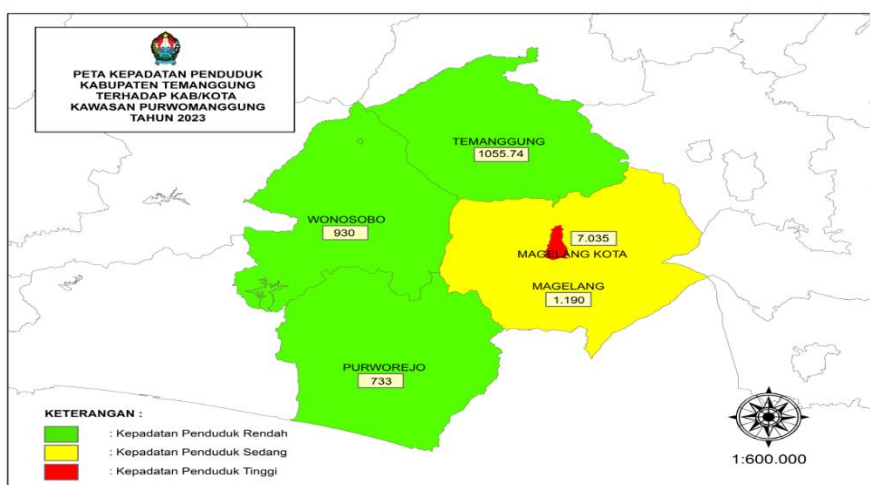 PETA KEPADATAN PENDUDUK
KABUPATEN TEMANGGUNG
TERHADAP KAB/KOTA
KAWASAN PURWOMANGGUNG
TAHUN 2023
TEMANGGUNG
1055.74
WONOSOBO
930
7.035
MAGELANG KOTA
MAGELANG
1.190
PURWOREJO
733
KETERANGAN :
: Kepadatan Penduduk Rendah
: Kepadatan Penduduk Sedang
: Kepadatan Penduduk Tinggi
1:600.000